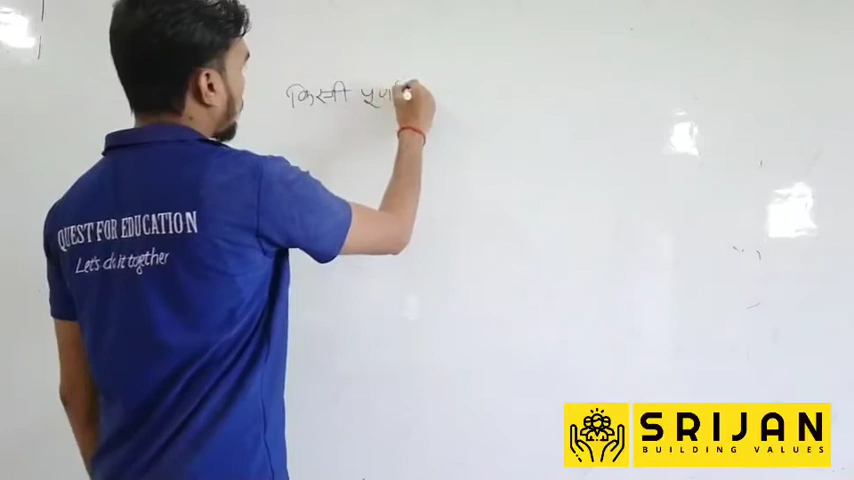 किसी पूर्ण
QUEST FOR EDUCATION
Let's do it together
SRIJAN
BUILDING VALUES